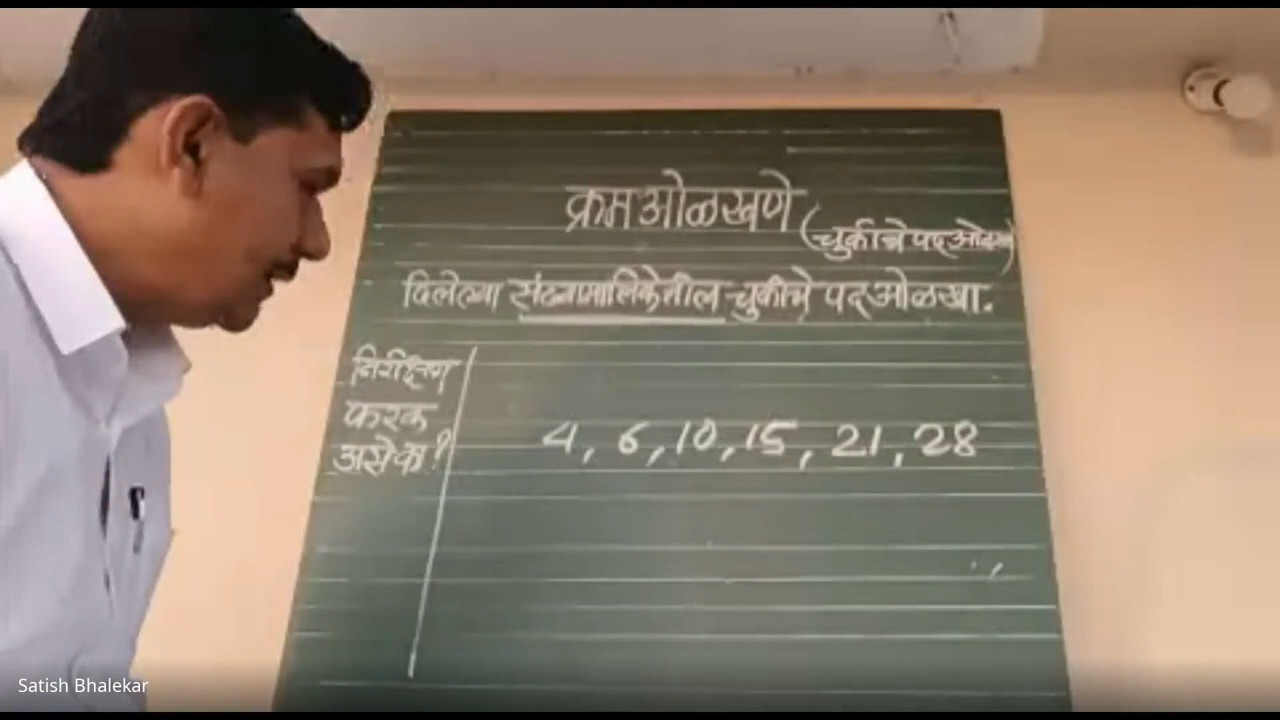 क्रम ओळखणे
(चुकीचे पद ओळखा)
दिलेल्या संख्यामालिकेतील चुकीचे पद ओळखा.
निरीक्षण
फरक
असे का?
4, 6, 10, 15, 21, 28
Satish Bhalekar